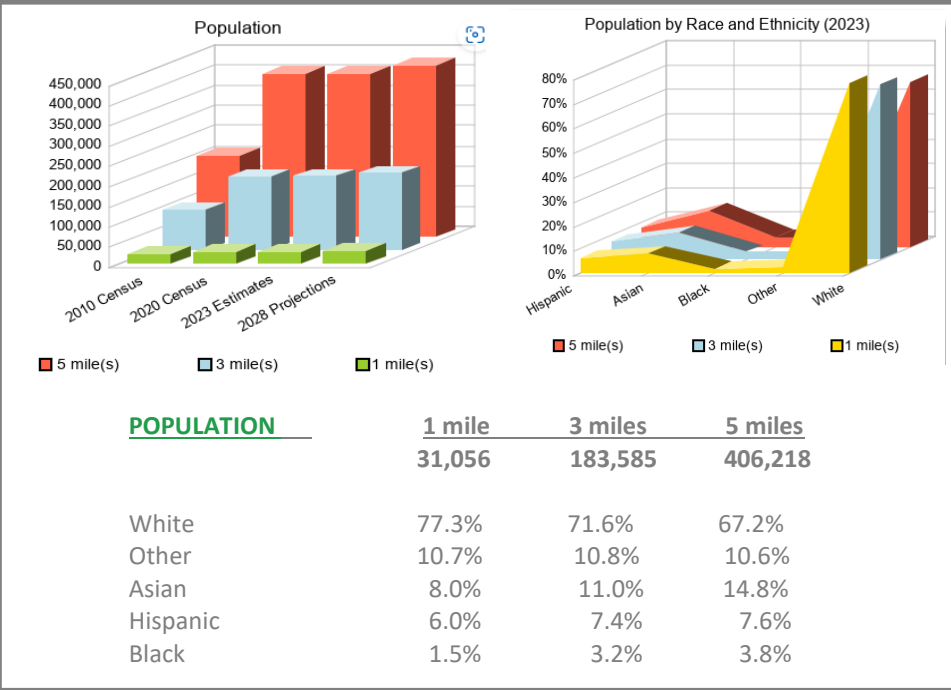 Population
450,000
400,000
350,000
300,000
250,000
200,000
150,000
100,000
50,000
0
2010 Census
2020 Census
2023 Estimates
2028 Projections
5 mile(s) 3 mile(s) 1 mile(s)
Population by Race and Ethnicity (2023)
80%
70%
60%
50%
40%
30%
20%
10%
0%
Hispanic
Asian
Black
Other
White
5 mile(s) 3 mile(s) 1 mile(s)
POPULATION 1 mile 3 miles 5 miles
31,056 183,585 406,218
White 77.3% 71.6% 67.2%
Other 10.7% 10.8% 10.6%
Asian 8.0% 11.0% 14.8%
Hispanic 6.0% 7.4% 7.6%
Black 1.5% 3.2% 3.8%